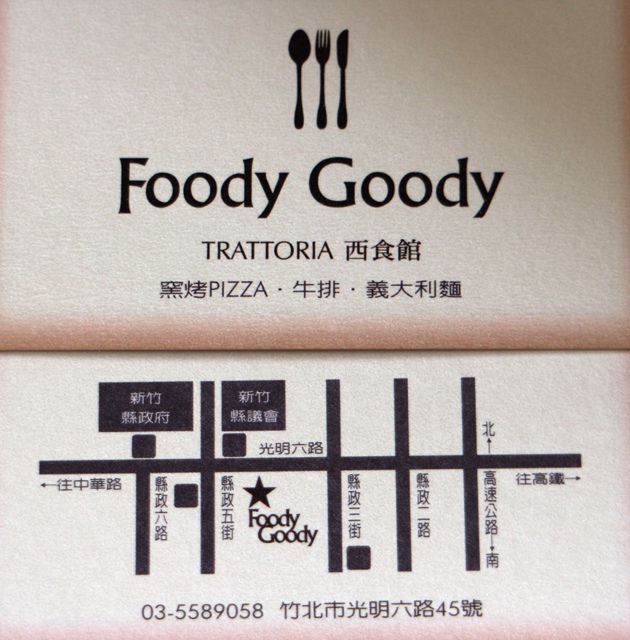 Foody Goody
TRATTORIA 西食館
窯烤PIZZA · 牛排 · 義大利麵
新竹
縣政府
新竹
縣議會
光明六路
←往中華路
縣政六路
縣政五街
★
Foody
Goody
縣政三街
縣政二路
北
高速公路
南
往高鐵→
03-5589058 竹北市光明六路45號